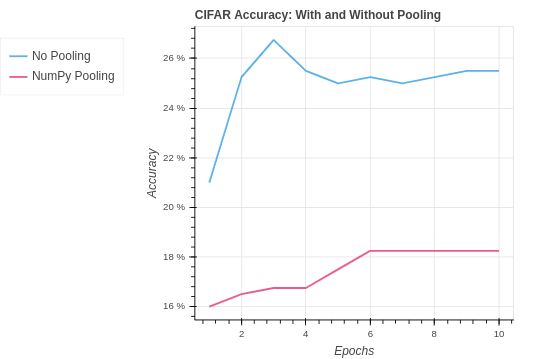 CIFAR Accuracy: With and Without Pooling
No Pooling
NumPy Pooling
Accuracy
26 %
24 %
22 %
20 %
18 %
16 %
2 4 6 8 10
Epochs